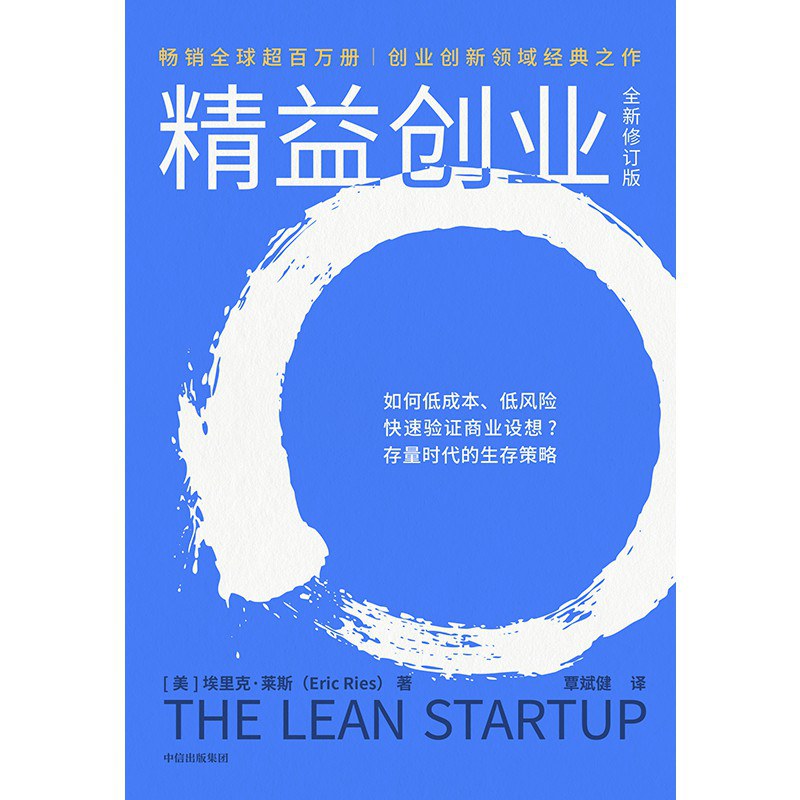 畅销全球超百万册｜创业创新领域经典之作
精益创业
全新修订版
如何低成本、低风险
快速验证商业设想？
存量时代的生存策略
[ 美 ] 埃里克·莱斯（Eric Ries） 著
覃斌健 译
THE LEAN STARTUP
中信出版集团